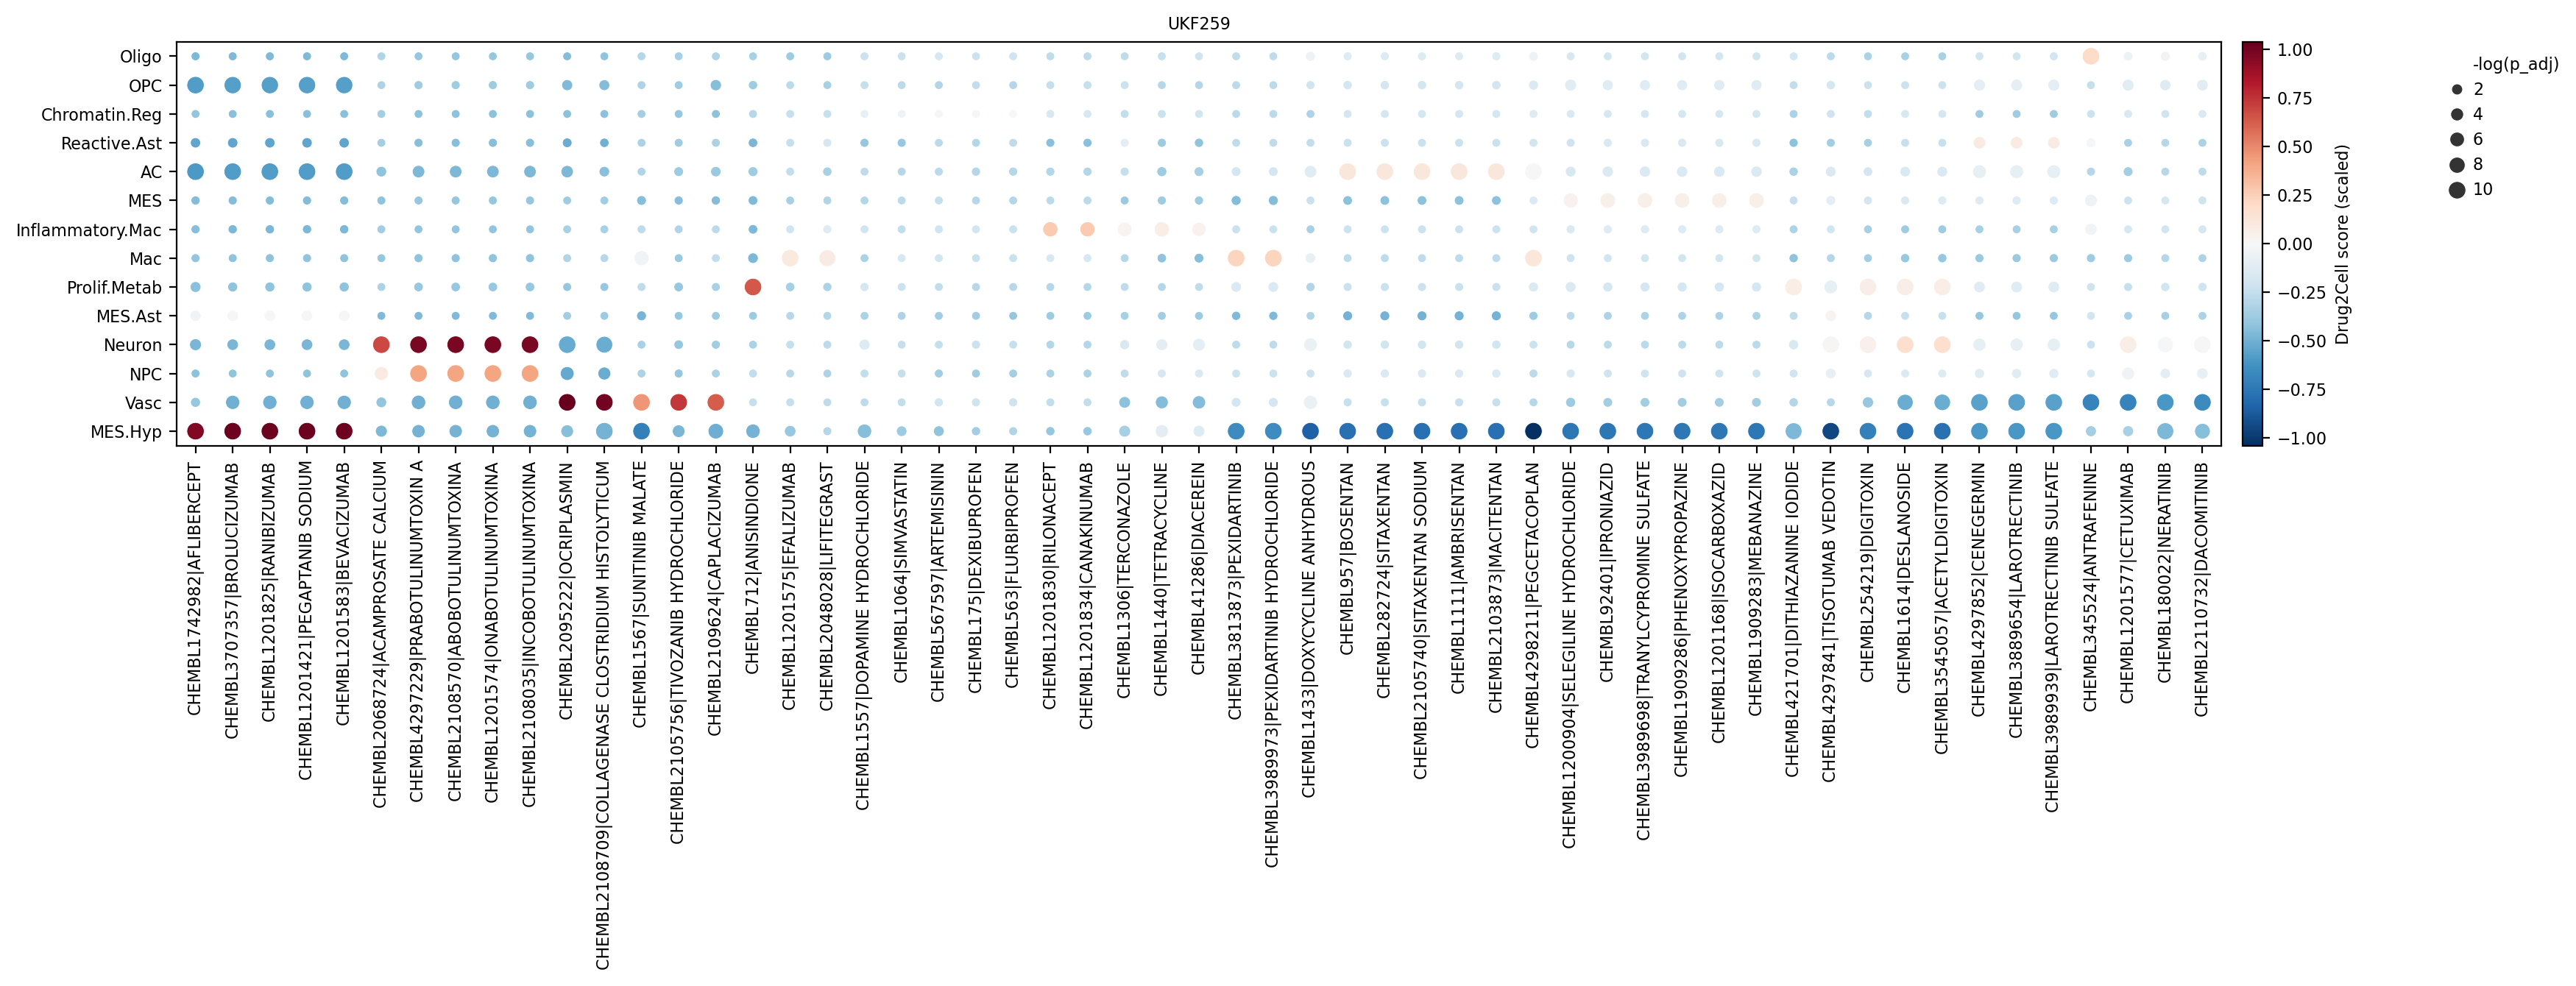 UKF259
Oligo
OPC
Chromatin.Reg
Reactive.Ast
AC
MES
Inflammatory.Mac
Mac
Prolif.Metab
MES.Ast
Neuron
NPC
Vasc
MES.Hyp
CHEMBL1742982|AFLIBERCEPT
CHEMBL3707357|BROLUCIZUMAB
CHEMBL1201825|RANIBIZUMAB
CHEMBL1201421|PEGAPTANIB SODIUM
CHEMBL1201583|BEVACIZUMAB
CHEMBL2068724|ACAMPROSATE CALCIUM
CHEMBL4297229|PRABOTULINUMTOXIN A
CHEMBL2108570|ABOBOTULINUMTOXINA
CHEMBL1201574|ONABOTULINUMTOXINA
CHEMBL2108035|INCOBOTULINUMTOXINA
CHEMBL2095222|OCRIPLASMIN
CHEMBL2108709|COLLAGENASE CLOSTRIDIUM HISTOLYTICUM
CHEMBL1567|SUNITINIB MALATE
CHEMBL2105756|TIVOZANIB HYDROCHLORIDE
CHEMBL2109624|CAPLACIZUMAB
CHEMBL712|ANISINDIONE
CHEMBL1201575|EFALIZUMAB
CHEMBL2048028|LIFITEGRAST
CHEMBL1557|DOPAMINE HYDROCHLORIDE
CHEMBL1064|SIMVASTATIN
CHEMBL567597|ARTEMISININ
CHEMBL175|DEXIBUPROFEN
CHEMBL563|FLURBIPROFEN
CHEMBL1201830|RILONACEPT
CHEMBL1201834|CANAKINUMAB
CHEMBL1306|TERCONAZOLE
CHEMBL1440|TETRACYCLINE
CHEMBL41286|DIACEREIN
CHEMBL3813873|PEXIDARTINIB
CHEMBL3989973|PEXIDARTINIB HYDROCHLORIDE
CHEMBL1433|DOXYCYCLINE ANHYDROUS
CHEMBL957|BOSENTAN
CHEMBL282724|SITAXENTAN
CHEMBL2105740|SITAXENTAN SODIUM
CHEMBL1111|AMBRISENTAN
CHEMBL2103873|MACITENTAN
CHEMBL4298211|PEGCETACOPLAN
CHEMBL1200904|SELEGILINE HYDROCHLORIDE
CHEMBL92401|IPRONIAZID
CHEMBL3989698|TRANYLCYPROMINE SULFATE
CHEMBL1909286|PHENOXYPROPAZINE
CHEMBL1201168|ISOCARBOXAZID
CHEMBL1909283|MEBANAZINE
CHEMBL421701|DITHIAZANINE IODIDE
CHEMBL4297841|TISOTUMAB VEDOTIN
CHEMBL254219|DIGITOXIN
CHEMBL1614|DESLANOSIDE
CHEMBL3545057|ACETYLDIGITOXIN
CHEMBL4297852|CENEGERMIN
CHEMBL3889654|LAROTRECTINIB
CHEMBL3989939|LAROTRECTINIB SULFATE
CHEMBL345524|ANTRAFENINE
CHEMBL1201577|CETUXIMAB
CHEMBL180022|NERATINIB
CHEMBL2110732|DACOMITINIB
1.00
0.75
0.50
0.25
0.00
−0.25
−0.50
−0.75
−1.00
Drug2Cell score (scaled)
-log(p_adj)
2
4
6
8
10